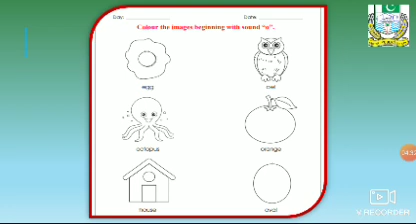 Day: Date:
Colour the images beginning with sound "o".
egg owl
octopus orange
house oval
V RECORDER